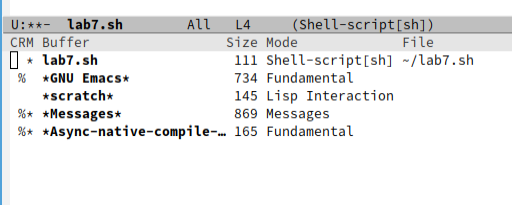 U:**-  lab7.sh        All   L4     (Shell-script[sh])
CRM Buffer                Size Mode             File
  * lab7.sh                111 Shell-script[sh] ~/lab7.sh
 %  *GNU Emacs*            734 Fundamental
    *scratch*              145 Lisp Interaction
 %* *Messages*             869 Messages
 %* *Async-native-compile-… 165 Fundamental